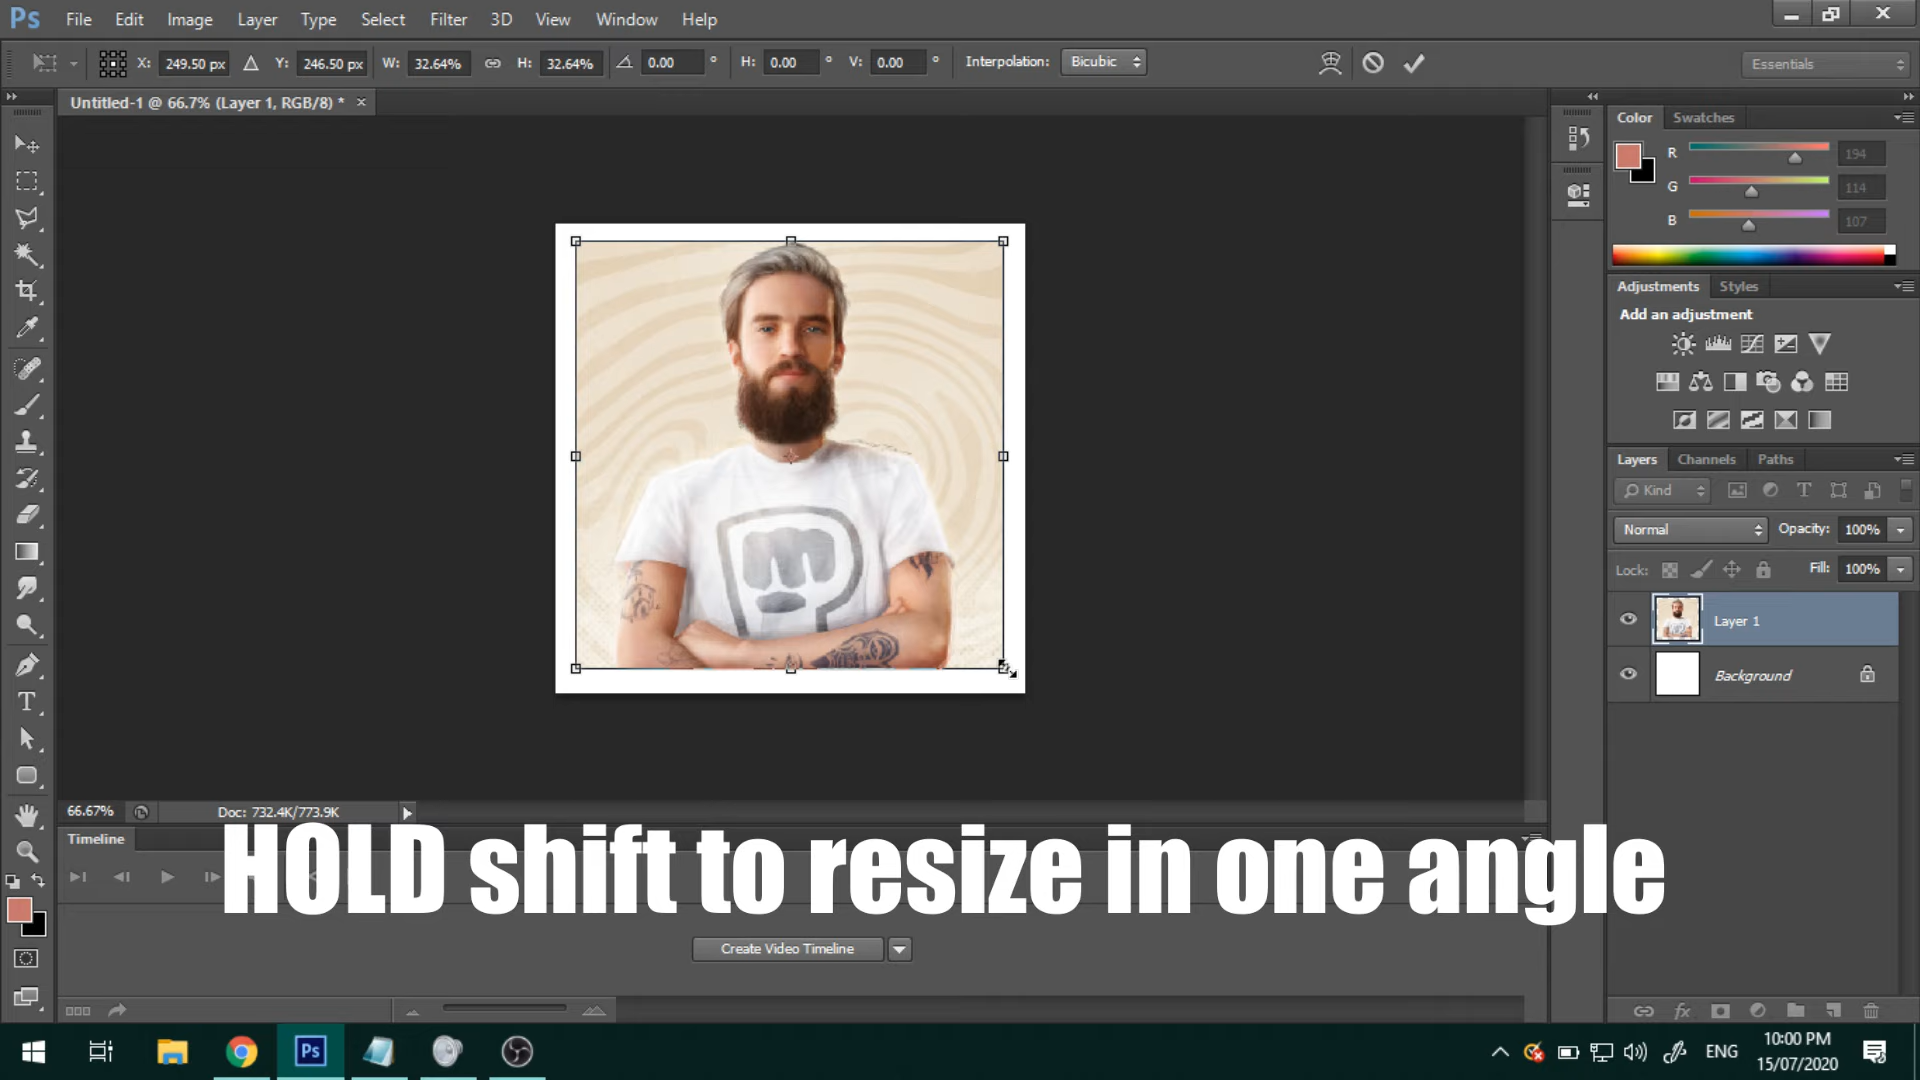 Ps File Edit Image Layer Type Select Filter 3D View Window Help
X: 249.50 px Y: 246.50 px W: 32.64% H: 32.64% 0.00 ° H: 0.00 ° V: 0.00 ° Interpolation: Bicubic Essentials
Untitled-1 @ 66.7% (Layer 1, RGB/8) * ×
Color Swatches
R 194
G 114
B 107
Adjustments Styles
Add an adjustment
Layers Channels Paths
Kind
Normal Opacity: 100%
Lock: Fill: 100%
Layer 1
Background
66.67% Doc: 732.4K/773.9K
Timeline
HOLD shift to resize in one angle
Create Video Timeline
fx
Ps ENG 10:00 PM
15/07/2020